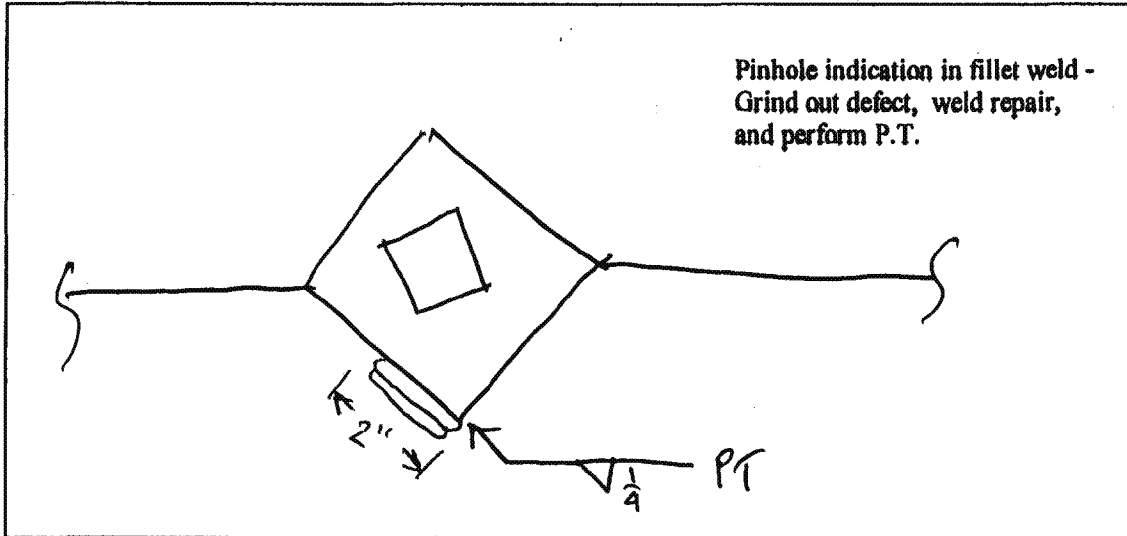 Pinhole indication in fillet weld -
Grind out defect, weld repair,
and perform P.T.
2"
1/4
PT